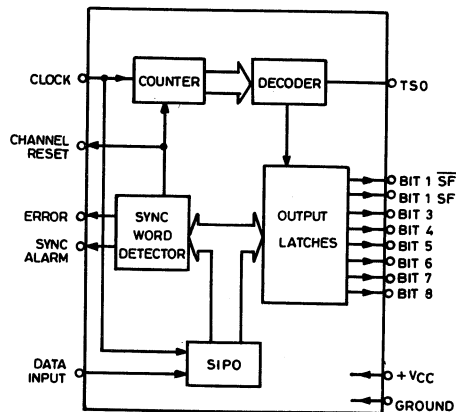 CLOCK
COUNTER
DECODER
TSO
CHANNEL
RESET
ERROR
SYNC
ALARM
SYNC
WORD
DETECTOR
OUTPUT
LATCHES
BIT 1 S̅F̅
BIT 1 SF
BIT 3
BIT 4
BIT 5
BIT 6
BIT 7
BIT 8
DATA
INPUT
SIPO
+VCC
GROUND